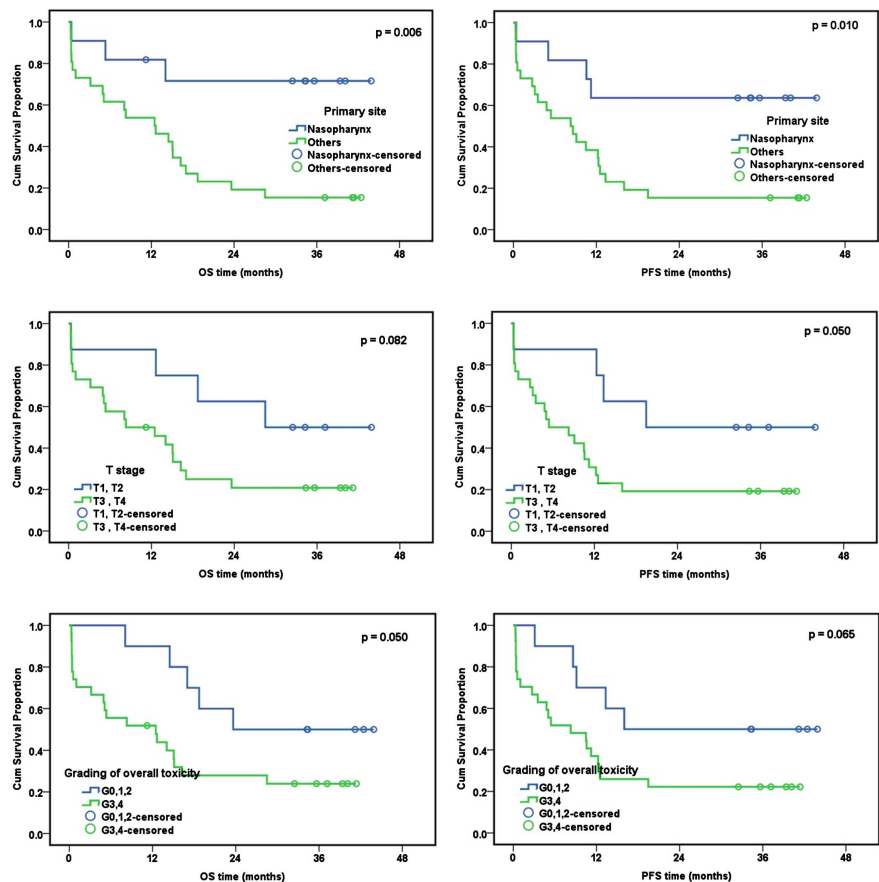 p = 0.006
Cum Survival Proportion
1.0
0.8
0.6
0.4
0.2
0.0
Primary site
Nasopharynx
Others
Nasopharynx-censored
Others-censored
0 12 24 36 48
OS time (months)
p = 0.010
Cum Survival Proportion
1.0
0.8
0.6
0.4
0.2
0.0
Primary site
Nasopharynx
Others
Nasopharynx-censored
Others-censored
0 12 24 36 48
PFS time (months)
p = 0.082
Cum Survival Proportion
1.0
0.8
0.6
0.4
0.2
0.0
T stage
T1, T2
T3 , T4
T1, T2-censored
T3 , T4-censored
0 12 24 36 48
OS time (months)
p = 0.050
Cum Survival Proportion
1.0
0.8
0.6
0.4
0.2
0.0
T stage
T1, T2
T3 , T4
T1, T2-censored
T3 , T4-censored
0 12 24 36 48
PFS time (months)
p = 0.050
Cum Survival Proportion
1.0
0.8
0.6
0.4
0.2
0.0
Grading of overall toxicity
G0,1,2
G3,4
G0,1,2-censored
G3,4-censored
0 12 24 36 48
OS time (months)
p = 0.065
Cum Survival Proportion
1.0
0.8
0.6
0.4
0.2
0.0
Grading of overall toxicity
G0,1,2
G3,4
G0,1,2-censored
G3,4-censored
0 12 24 36 48
PFS time (months)